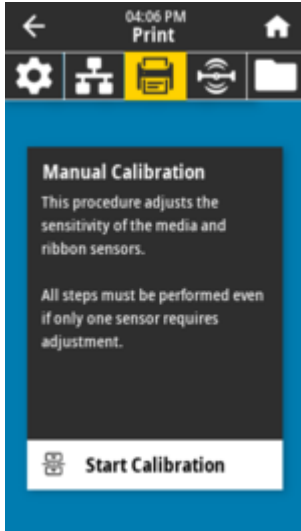 04:06 PM
Print
Manual Calibration
This procedure adjusts the
sensitivity of the media and
ribbon sensors.
All steps must be performed even
if only one sensor requires
adjustment.
Start Calibration